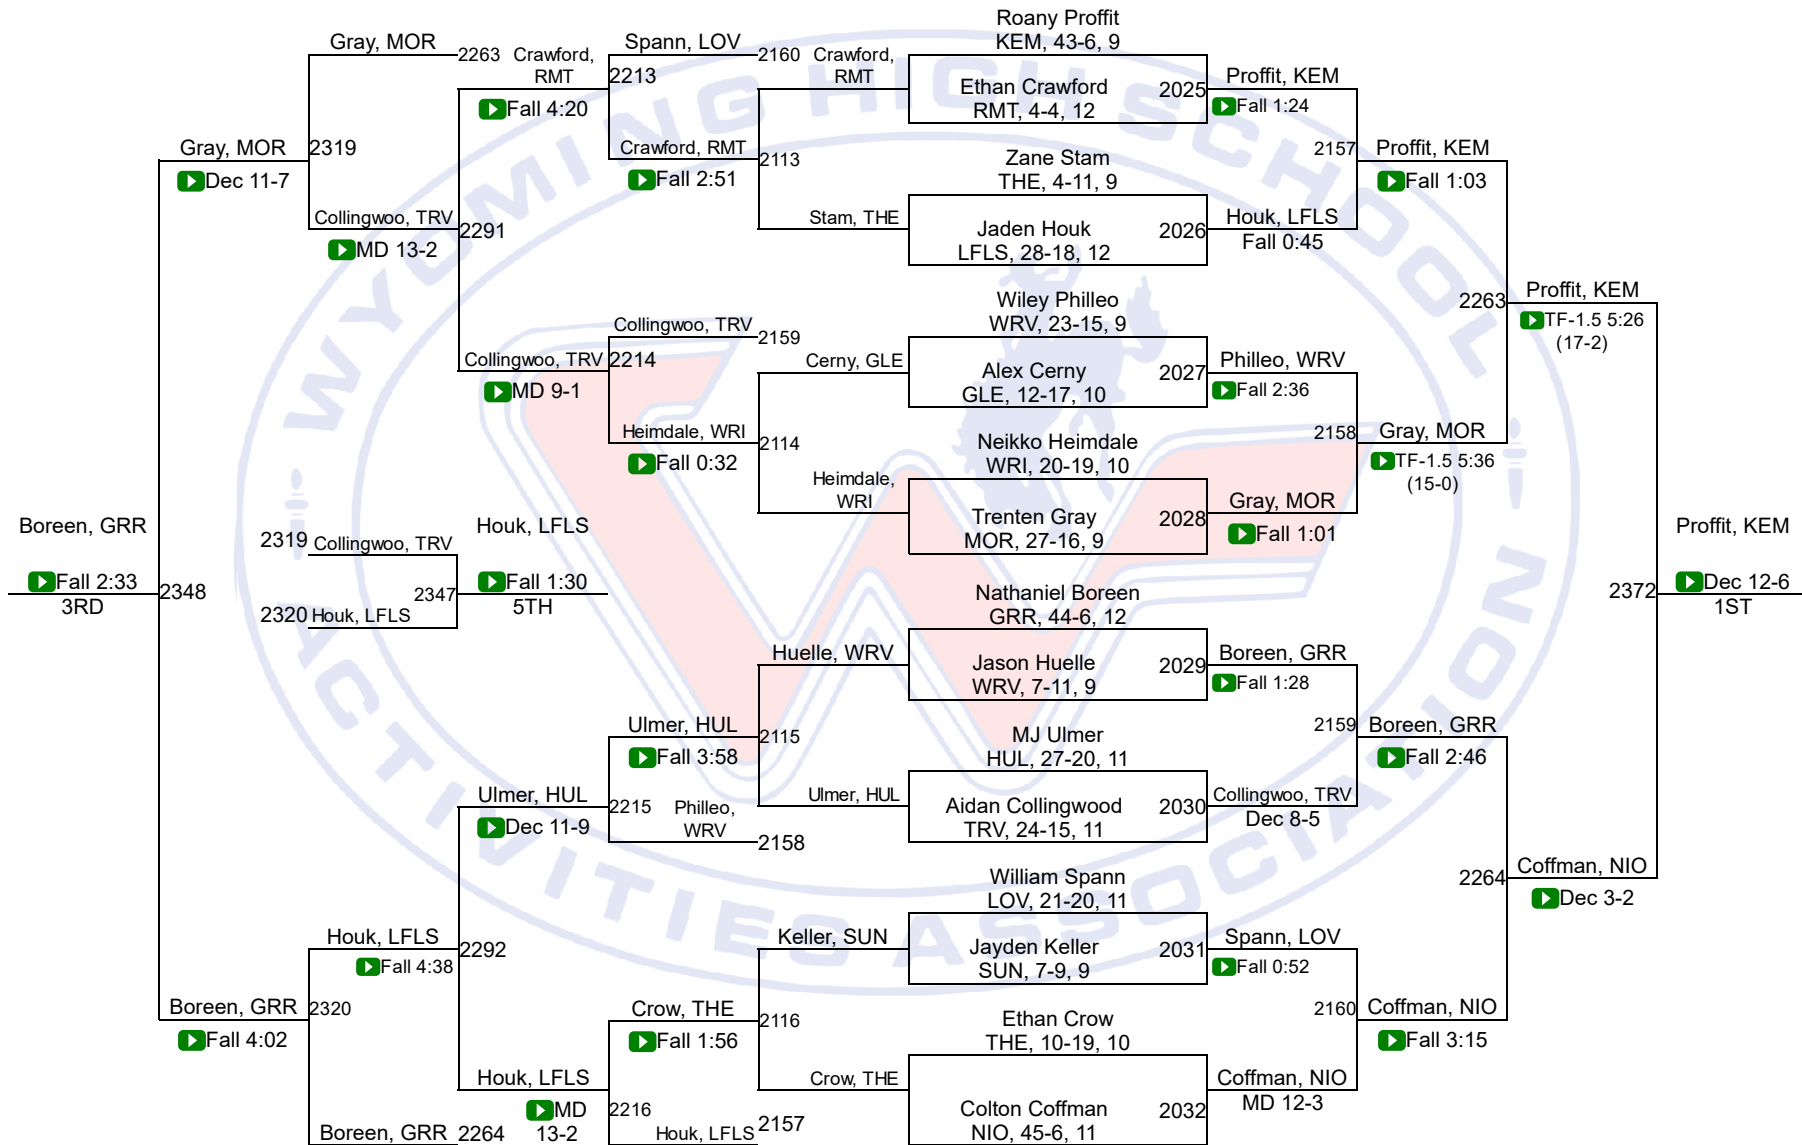 Roany Proffit
KEM, 43-6, 9
Gray, MOR
2263
Crawford,
RMT
Spann, LOV
2160
Crawford,
RMT
2213
Ethan Crawford
RMT, 4-4, 12
2025
Proffit, KEM
Fall 1:24
Fall 4:20
Gray, MOR
2319
Dec 11-7
Crawford, RMT
2113
Fall 2:51
Zane Stam
THE, 4-11, 9
2157
Proffit, KEM
Fall 1:03
Collingwoo, TRV
2291
MD 13-2
Stam, THE
Jaden Houk
LFLS, 28-18, 12
2026
Houk, LFLS
Fall 0:45
Wiley Philleo
WRV, 23-15, 9
2263
Proffit, KEM
TF-1.5 5:26
(17-2)
Collingwoo, TRV
2159
Collingwoo, TRV
2214
MD 9-1
Cerny, GLE
Alex Cerny
GLE, 12-17, 10
2027
Philleo, WRV
Fall 2:36
Heimdale, WRI
2114
Fall 0:32
Neikko Heimdale
WRI, 20-19, 10
2158
Gray, MOR
TF-1.5 5:36
(15-0)
Heimdale,
WRI
Trenten Gray
MOR, 27-16, 9
2028
Gray, MOR
Fall 1:01
Boreen, GRR
Fall 2:33
3RD
2348
2319
Collingwoo, TRV
2320
Houk, LFLS
2347
Houk, LFLS
Fall 1:30
5TH
Proffit, KEM
2372
Dec 12-6
1ST
Nathaniel Boreen
GRR, 44-6, 12
Huelle, WRV
Jason Huelle
WRV, 7-11, 9
2029
Boreen, GRR
Fall 1:28
Ulmer, HUL
2115
Fall 3:58
MJ Ulmer
HUL, 27-20, 11
2159
Boreen, GRR
Fall 2:46
Ulmer, HUL
2215
Dec 11-9
Philleo,
WRV
2158
Ulmer, HUL
Aidan Collingwood
TRV, 24-15, 11
2030
Collingwoo, TRV
Dec 8-5
William Spann
LOV, 21-20, 11
2264
Coffman, NIO
Dec 3-2
Houk, LFLS
2292
Fall 4:38
Keller, SUN
Jayden Keller
SUN, 7-9, 9
2031
Spann, LOV
Fall 0:52
Boreen, GRR
2320
Fall 4:02
Crow, THE
2116
Fall 1:56
Ethan Crow
THE, 10-19, 10
2160
Coffman, NIO
Fall 3:15
Houk, LFLS
MD
13-2
2216
Crow, THE
Colton Coffman
NIO, 45-6, 11
2032
Coffman, NIO
MD 12-3
Boreen, GRR
2264
Houk, LFLS
2157
WYOMING HIGH SCHOOL
ACTIVITIES ASSOCIATION